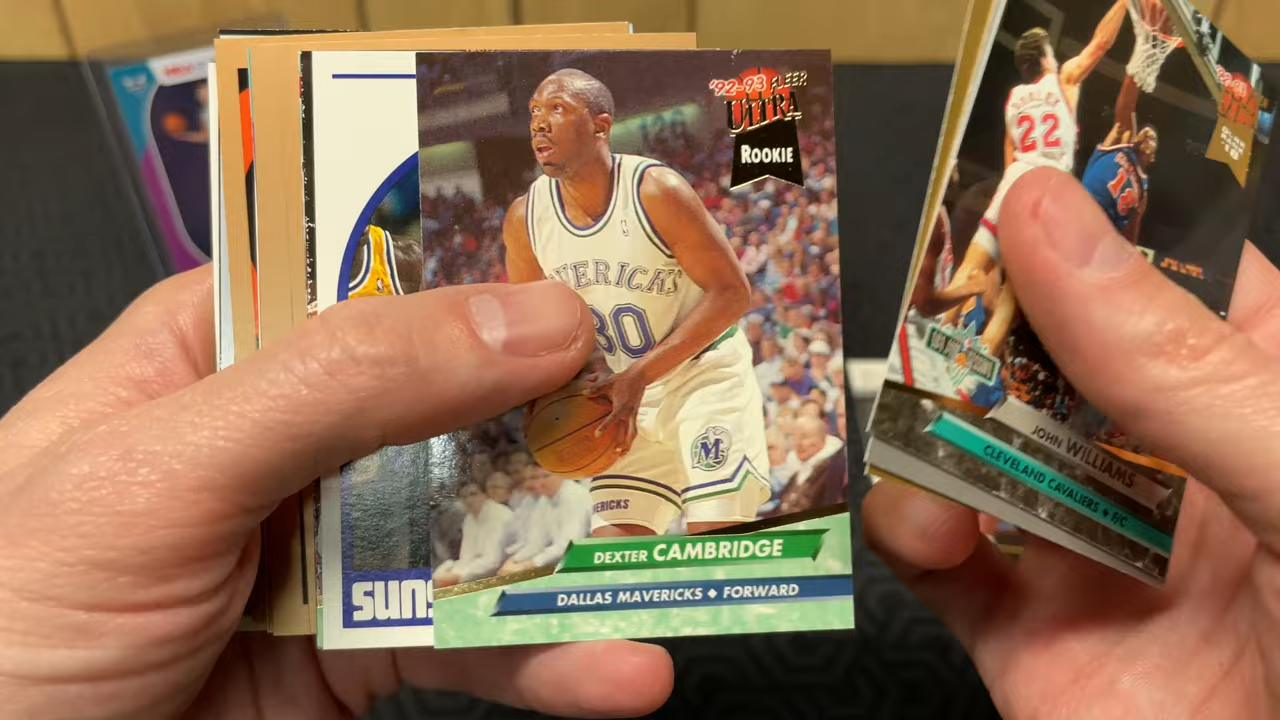 '92-93 FLEER
ULTRA
ROOKIE
MAVERICKS
30
M
DEXTER CAMBRIDGE
DALLAS MAVERICKS ♦ FORWARD
SUNS
22
JOHN WILLIAMS
CLEVELAND CAVALIERS ♦ F/C